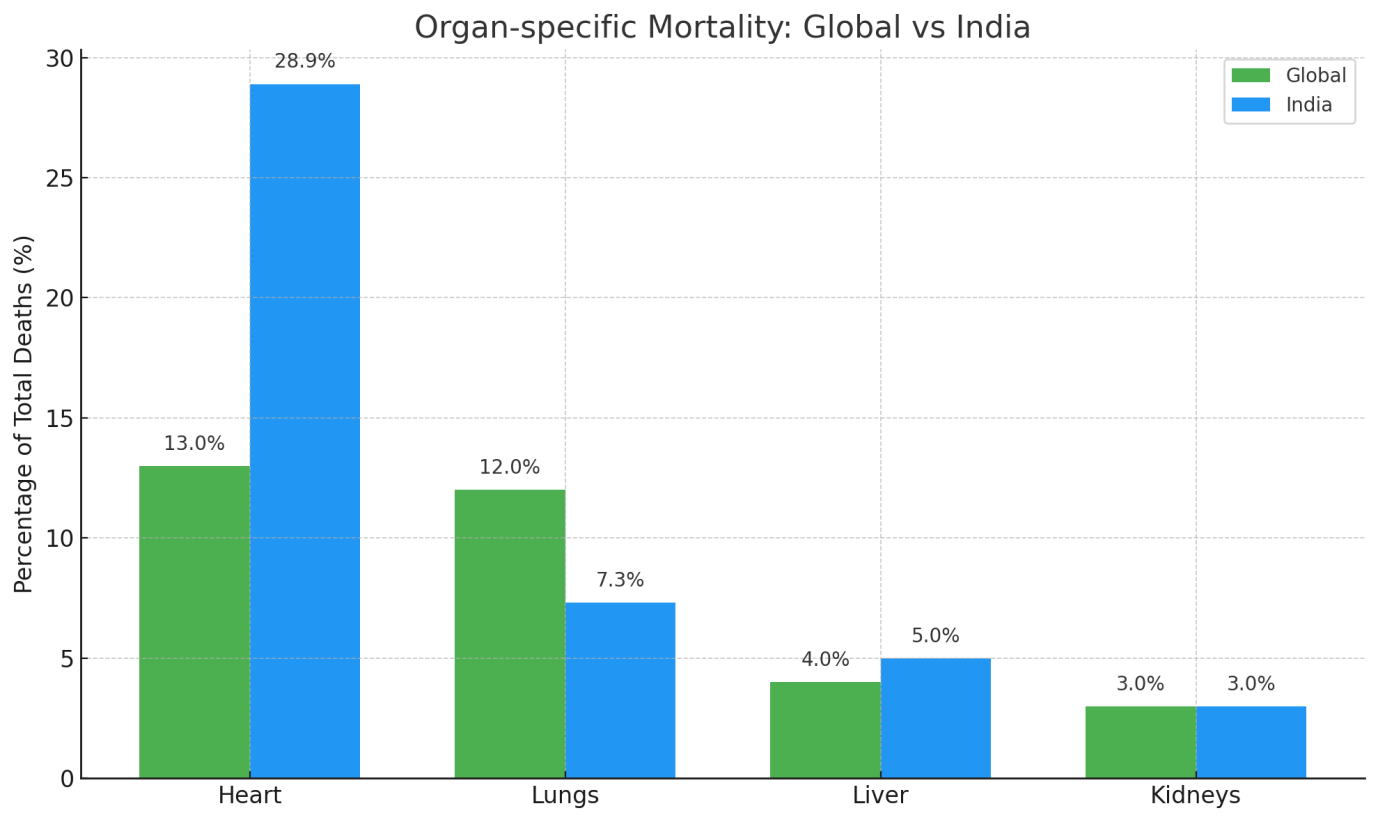 Organ-specific Mortality: Global vs India
Percentage of Total Deaths (%)
30
25
20
15
10
5
0
Global
India
13.0%
28.9%
12.0%
7.3%
4.0%
5.0%
3.0%
3.0%
Heart
Lungs
Liver
Kidneys